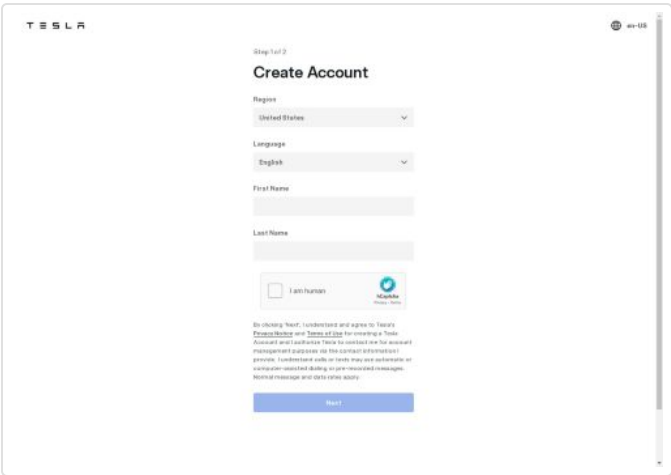 TESLA
en-US
Step 1 of 2
Create Account
Region
United States
Language
English
First Name
Last Name
I am human
hCaptcha
Privacy - Terms
By clicking 'Next', I understand and agree to Tesla's
Privacy Notice and Terms of Use for creating a Tesla
Account and I authorize Tesla to contact me for account
management purposes via the contact information I
provide. I understand calls or texts may use automatic or
computer-assisted dialing or pre-recorded messages.
Normal message and data rates apply.
Next